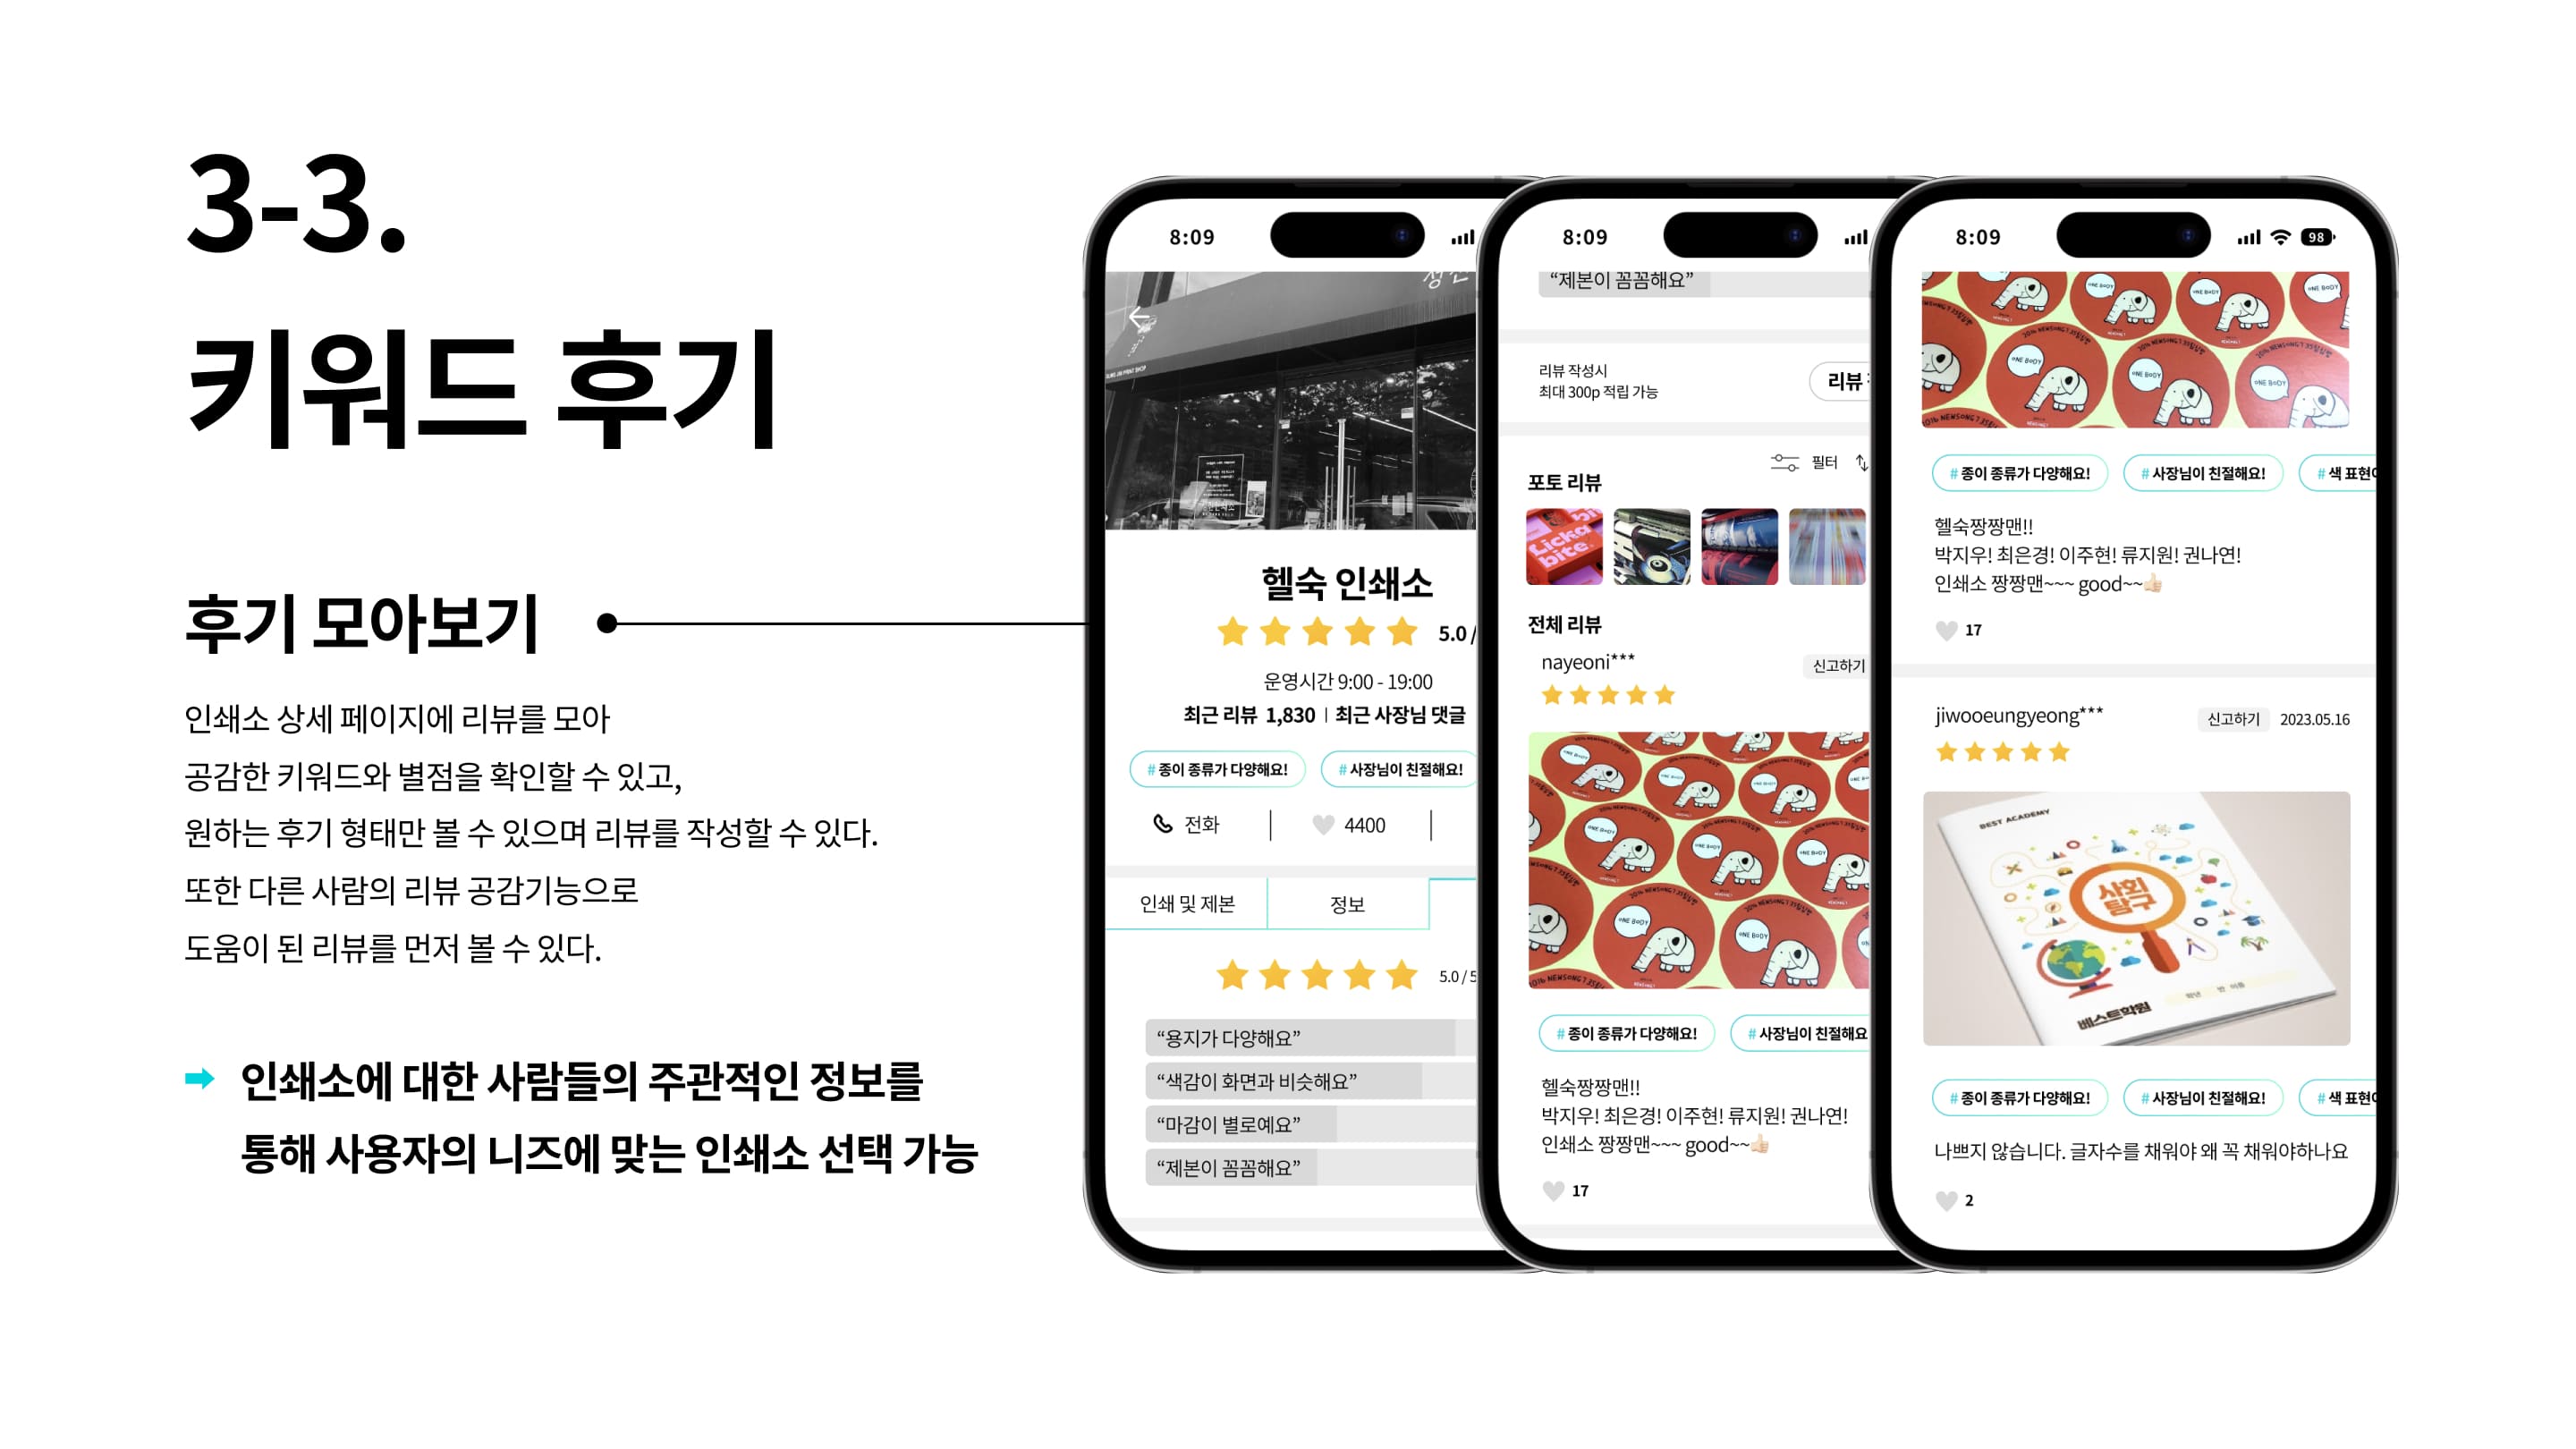 3-3.
키워드 후기
후기 모아보기
인쇄소 상세 페이지에 리뷰를 모아
공감한 키워드와 별점을 확인할 수 있고,
원하는 후기 형태만 볼 수 있으며 리뷰를 작성할 수 있다.
또한 다른 사람의 리뷰 공감기능으로
도움이 된 리뷰를 먼저 볼 수 있다.
인쇄소에 대한 사람들의 주관적인 정보를
통해 사용자의 니즈에 맞는 인쇄소 선택 가능
8:09
헬숙 인쇄소
5.0 /
운영시간 9:00 - 19:00
최근 리뷰 1,830 | 최근 사장님 댓글
# 종이 종류가 다양해요! # 사장님이 친절해요!
전화 4400
인쇄 및 제본 정보
5.0 / 5
“용지가 다양해요”
“색감이 화면과 비슷해요”
“마감이 별로예요”
“제본이 꼼꼼해요”
8:09
“제본이 꼼꼼해요”
리뷰 작성시
최대 300p 적립 가능
리뷰
필터
포토 리뷰
Licka
bite.
전체 리뷰
nayeoni***
신고하기
ONE BODY
# 종이 종류가 다양해요! # 사장님이 친절해요
헬숙짱짱맨!!
박지우! 최은경! 이주현! 류지원! 권나연!
인쇄소 짱짱맨~~~ good~~👍🏻
17
8:09
98
ONE BODY
# 종이 종류가 다양해요! # 사장님이 친절해요! # 색 표현
헬숙짱짱맨!!
박지우! 최은경! 이주현! 류지원! 권나연!
인쇄소 짱짱맨~~~ good~~👍🏻
17
jiwooeungyeong***
신고하기 2023.05.16
BEST ACADEMY
사회
탐구
학년 반 이름
베스트학원
# 종이 종류가 다양해요! # 사장님이 친절해요! # 색 표현
나쁘지 않습니다. 글자수를 채워야 왜 꼭 채워야하나요
2